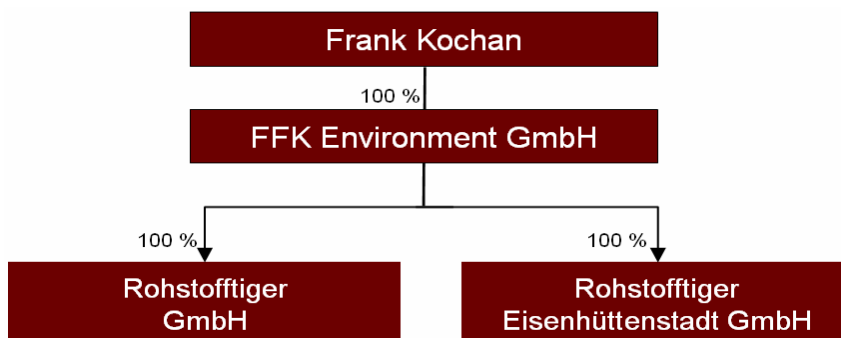 Frank Kochan
100 %
FFK Environment GmbH
100 %
100 %
Rohstofftiger
GmbH
Rohstofftiger
Eisenhüttenstadt GmbH